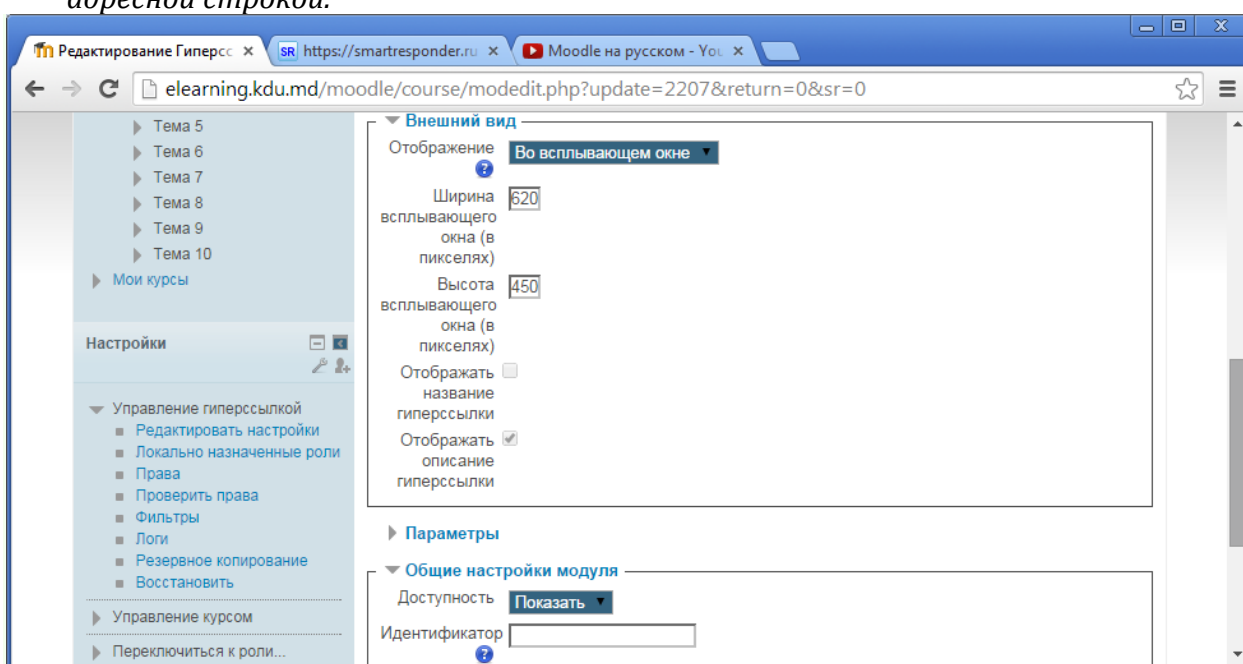 адресной строкой.
Редактирование Гиперсс
SR https://smartresponder.ru
Moodle на русском - You
elearning.kdu.md/moodle/course/modedit.php?update=2207&return=0&sr=0
Тема 5
Тема 6
Тема 7
Тема 8
Тема 9
Тема 10
Мои курсы
Настройки
Управление гиперссылкой
Редактировать настройки
Локально назначенные роли
Права
Проверить права
Фильтры
Логи
Резервное копирование
Восстановить
Управление курсом
Переключиться к роли...
Внешний вид
Отображение Во всплывающем окне
Ширина 620
всплывающего
окна (в
пикселях)
Высота 450
всплывающего
окна (в
пикселях)
Отображать
название
гиперссылки
Отображать
описание
гиперссылки
Параметры
Общие настройки модуля
Доступность Показать
Идентификатор